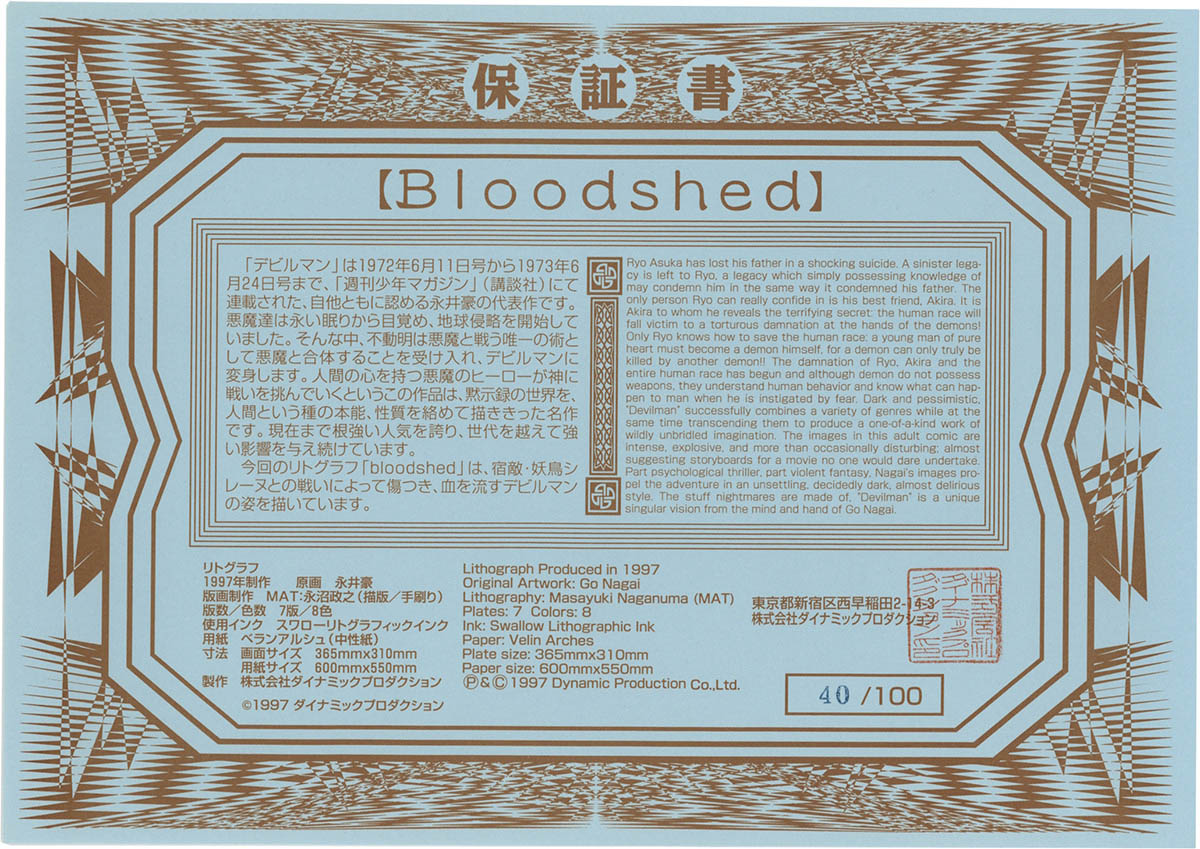 保証書
【Bloodshed】
「デビルマン」は1972年6月11日号から1973年6
月24日号まで、「週刊少年マガジン」（講談社）にて
連載された、自他ともに認める永井豪の代表作です。
悪魔達は永い眠りから目覚め、地球侵略を開始して
いました。そんな中、不動明は悪魔と戦う唯一の術と
して悪魔と合体することを受け入れ、デビルマンに
変身します。人間の心を持つ悪魔のヒーローが神に
戦いを挑んでいくというこの作品は、黙示録の世界を、
人間という種の本能、性質を絡めて描ききった名作
です。現在まで根強い人気を誇り、世代を越えて強
い影響を与え続けています。
今回のリトグラフ「bloodshed」は、宿敵・妖鳥シ
レーヌとの戦いによって傷つき、血を流すデビルマン
の姿を描いています。
Ryo Asuka has lost his father in a shocking suicide. A sinister lega-
cy is left to Ryo, a legacy which simply possessing knowledge of
may condemn him in the same way it condemned his father. The
only person Ryo can really confide in is his best friend, Akira. It is
Akira to whom he reveals the terrifying secret: the human race will
fall victim to a torturous damnation at the hands of the demons!
Only Ryo knows how to save the human race: a young man of pure
heart must become a demon himself, for a demon can only truly be
killed by another demon!! The damnation of Ryo, Akira and the
entire human race has begun and although demon do not possess
weapons, they understand human behavior and know what can hap-
pen to man when he is instigated by fear. Dark and pessimistic,
"Devilman" successfully combines a variety of genres while at the
same time transcending them to produce a one-of-a-kind work of
wildly unbridled imagination. The images in this adult comic are
intense, explosive, and more than occasionally disturbing; almost
suggesting storyboards for a movie no one would dare undertake.
Part psychological thriller, part violent fantasy, Nagai's images pro-
pel the adventure in an unsettling, decidedly dark, almost delirious
style. The stuff nightmares are made of, "Devilman" is a unique
singular vision from the mind and hand of Go Nagai.
リトグラフ
1997年制作 原画 永井豪
版画制作 MAT:永沼政之（描版／手刷り）
版数／色数 7版／8色
使用インク スワローリトグラフィックインク
用紙 ベランアルシュ（中性紙）
寸法 画面サイズ 365mm×310mm
用紙サイズ 600mm×550mm
製作 株式会社ダイナミックプロダクション
©1997 ダイナミックプロダクション
Lithograph Produced in 1997
Original Artwork: Go Nagai
Lithography: Masayuki Naganuma (MAT)
Plates: 7 Colors: 8
Ink: Swallow Lithographic Ink
Paper: Velin Arches
Plate size: 365mmx310mm
Paper size: 600mmx550mm
Ⓟ&Ⓒ1997 Dynamic Production Co.,Ltd.
東京都新宿区西早稲田2-14-3
株式会社ダイナミックプロダクション
40 /100